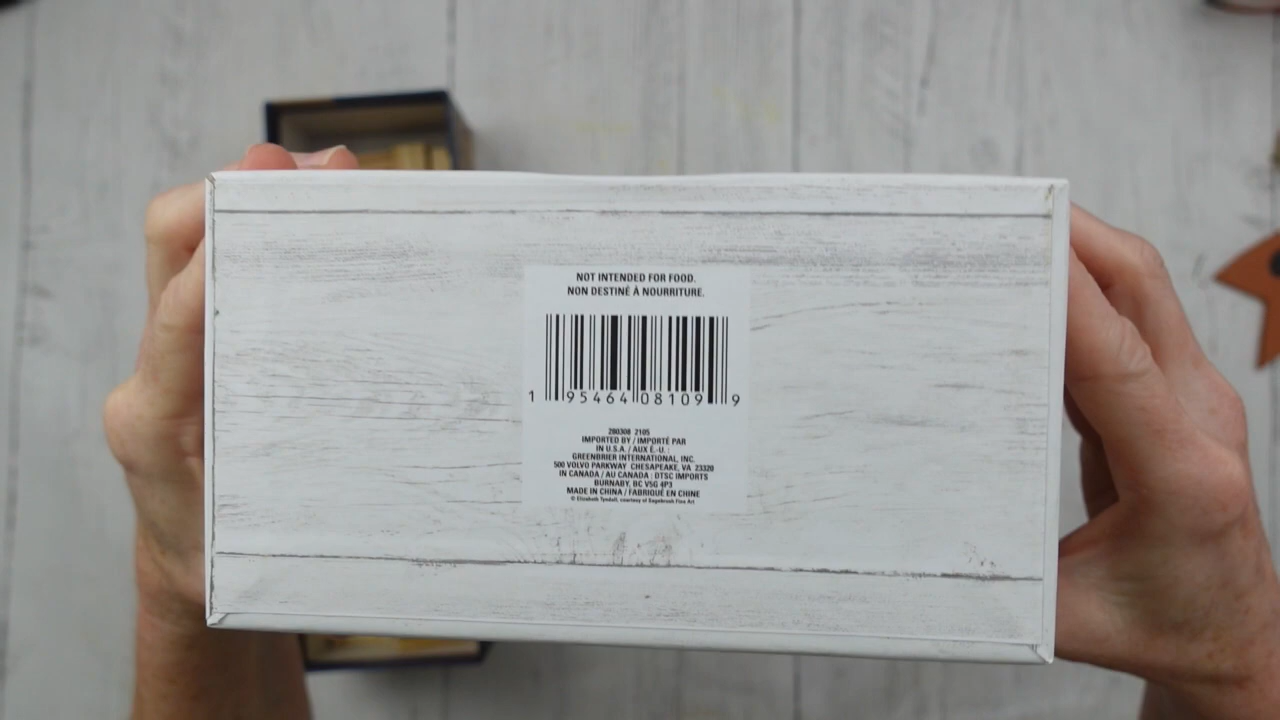 NOT INTENDED FOR FOOD.
NON DESTINÉ À NOURRITURE.
1 95464 08109 9
280308 2105
IMPORTED BY / IMPORTÉ PAR
IN U.S.A. / AUX É.-U. :
GREENBRIER INTERNATIONAL, INC.
500 VOLVO PARKWAY CHESAPEAKE, VA 23320
IN CANADA / AU CANADA : DTSC IMPORTS
BURNABY, BC V5G 4P3
MADE IN CHINA / FABRIQUÉ EN CHINE
© Elizabeth Tyndall, courtesy of Sagebrush Fine Art